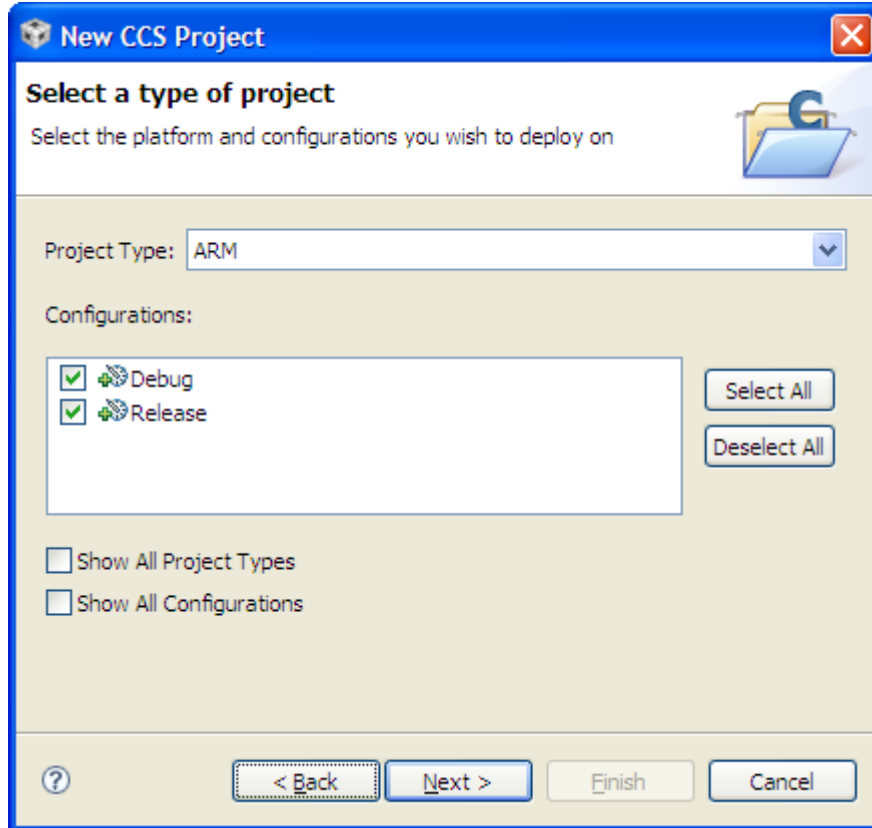 New CCS Project
Select a type of project
Select the platform and configurations you wish to deploy on
Project Type: ARM
Configurations:
Debug
Release
Select All
Deselect All
Show All Project Types
Show All Configurations
? < Back Next > Finish Cancel